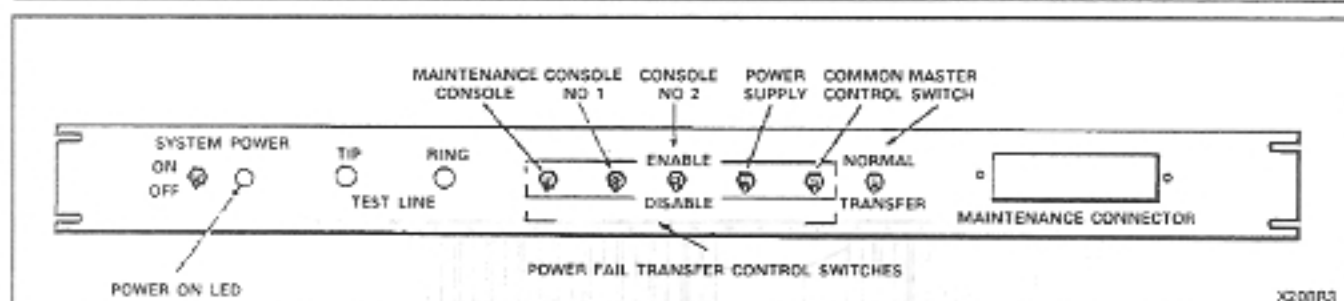 MAINTENANCE CONSOLE
CONSOLE NO 1
CONSOLE NO 2
POWER SUPPLY
COMMON MASTER CONTROL SWITCH
SYSTEM POWER
ON
OFF
TIP
RING
TEST LINE
ENABLE
DISABLE
NORMAL
TRANSFER
MAINTENANCE CONNECTOR
POWER FAIL TRANSFER CONTROL SWITCHES
POWER ON LED